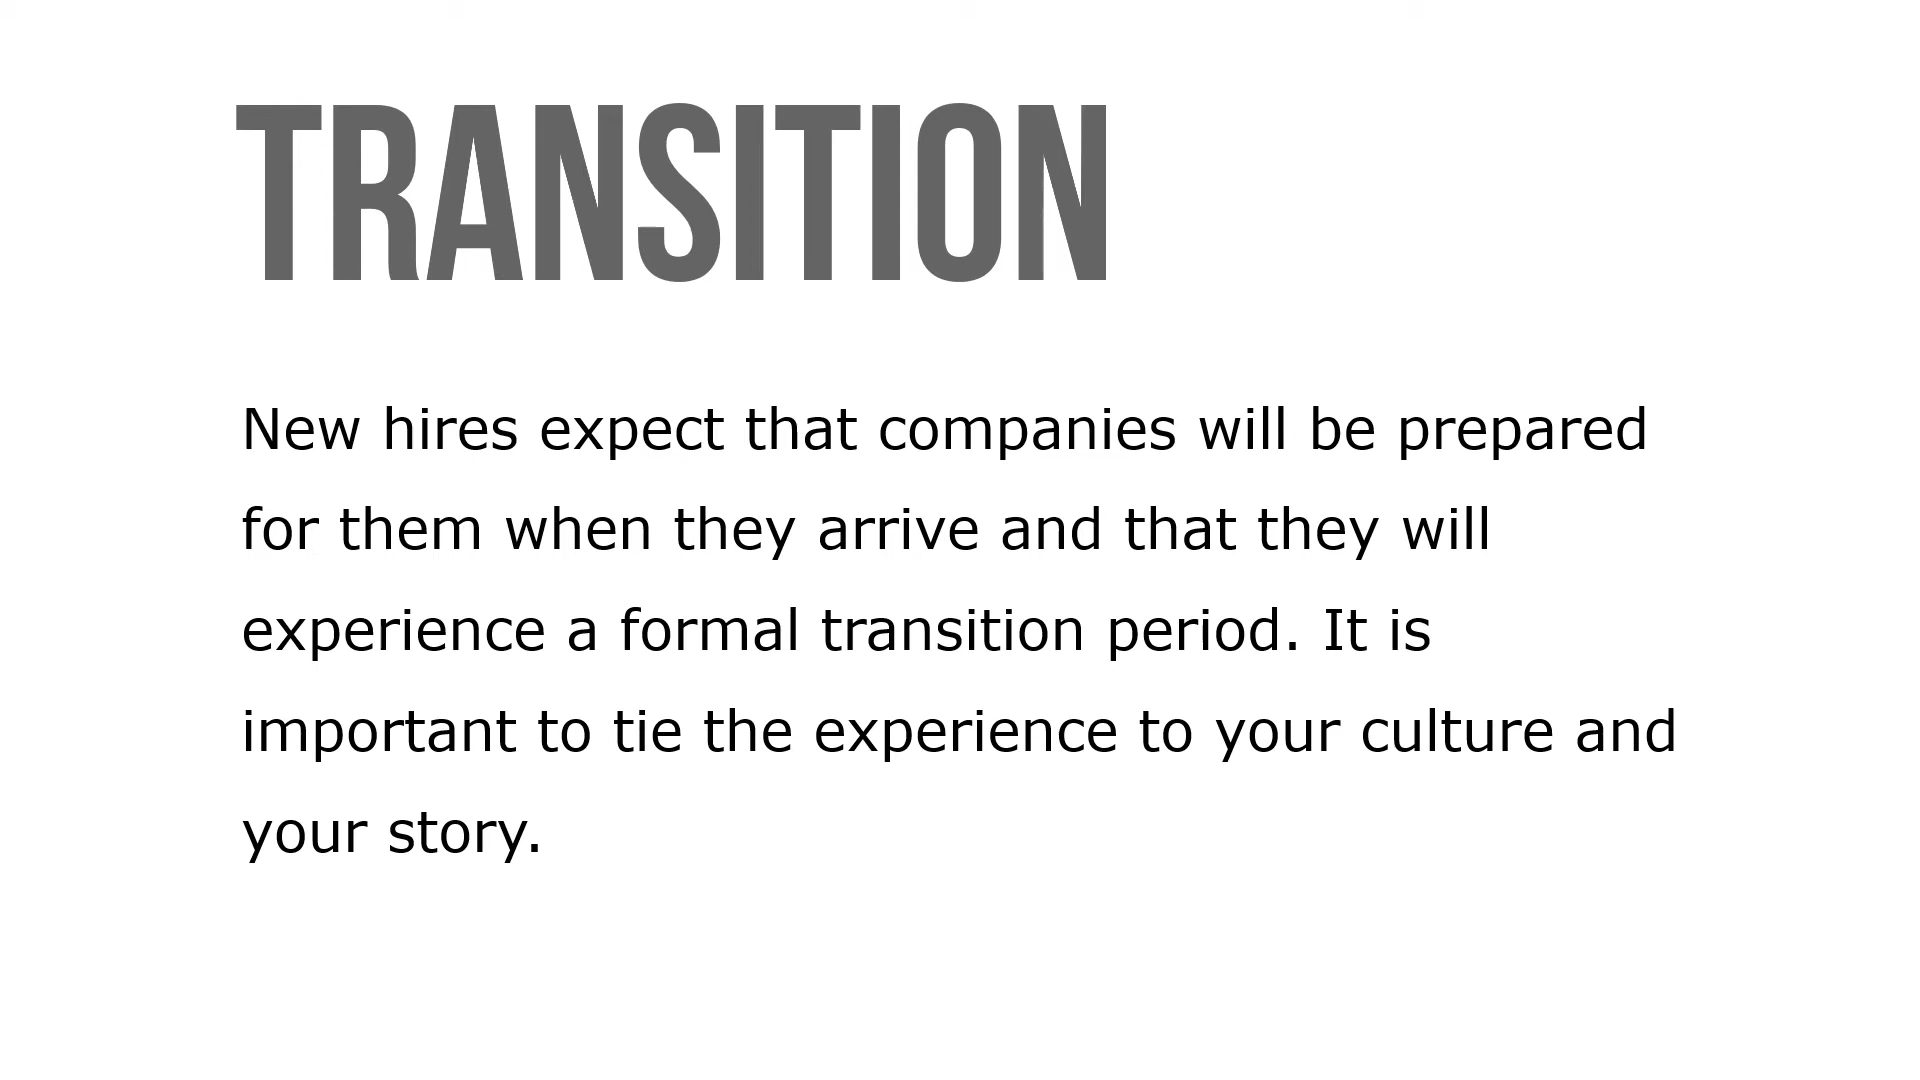 TRANSITION
New hires expect that companies will be prepared
for them when they arrive and that they will
experience a formal transition period. It is
important to tie the experience to your culture and
your story.